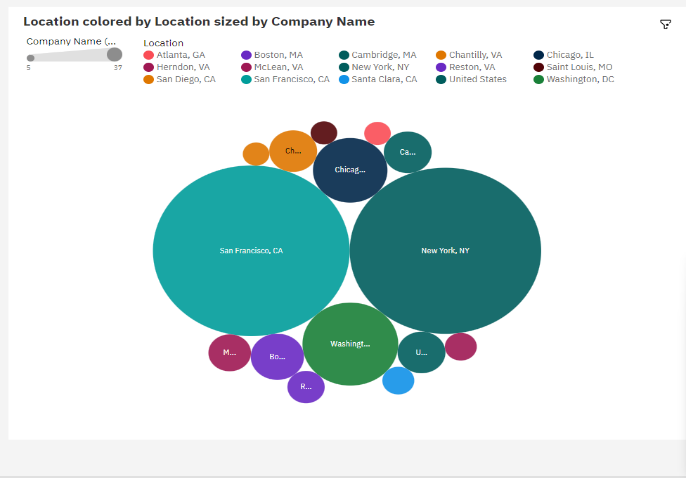 Location colored by Location sized by Company Name
Company Name (...
5
37
Location
Atlanta, GA
Boston, MA
Cambridge, MA
Chantilly, VA
Chicago, IL
Herndon, VA
McLean, VA
New York, NY
Reston, VA
Saint Louis, MO
San Diego, CA
San Francisco, CA
Santa Clara, CA
United States
Washington, DC
Ch...
Chicag...
Ca...
San Francisco, CA
New York, NY
Washingt...
M...
Bo...
U...
R...